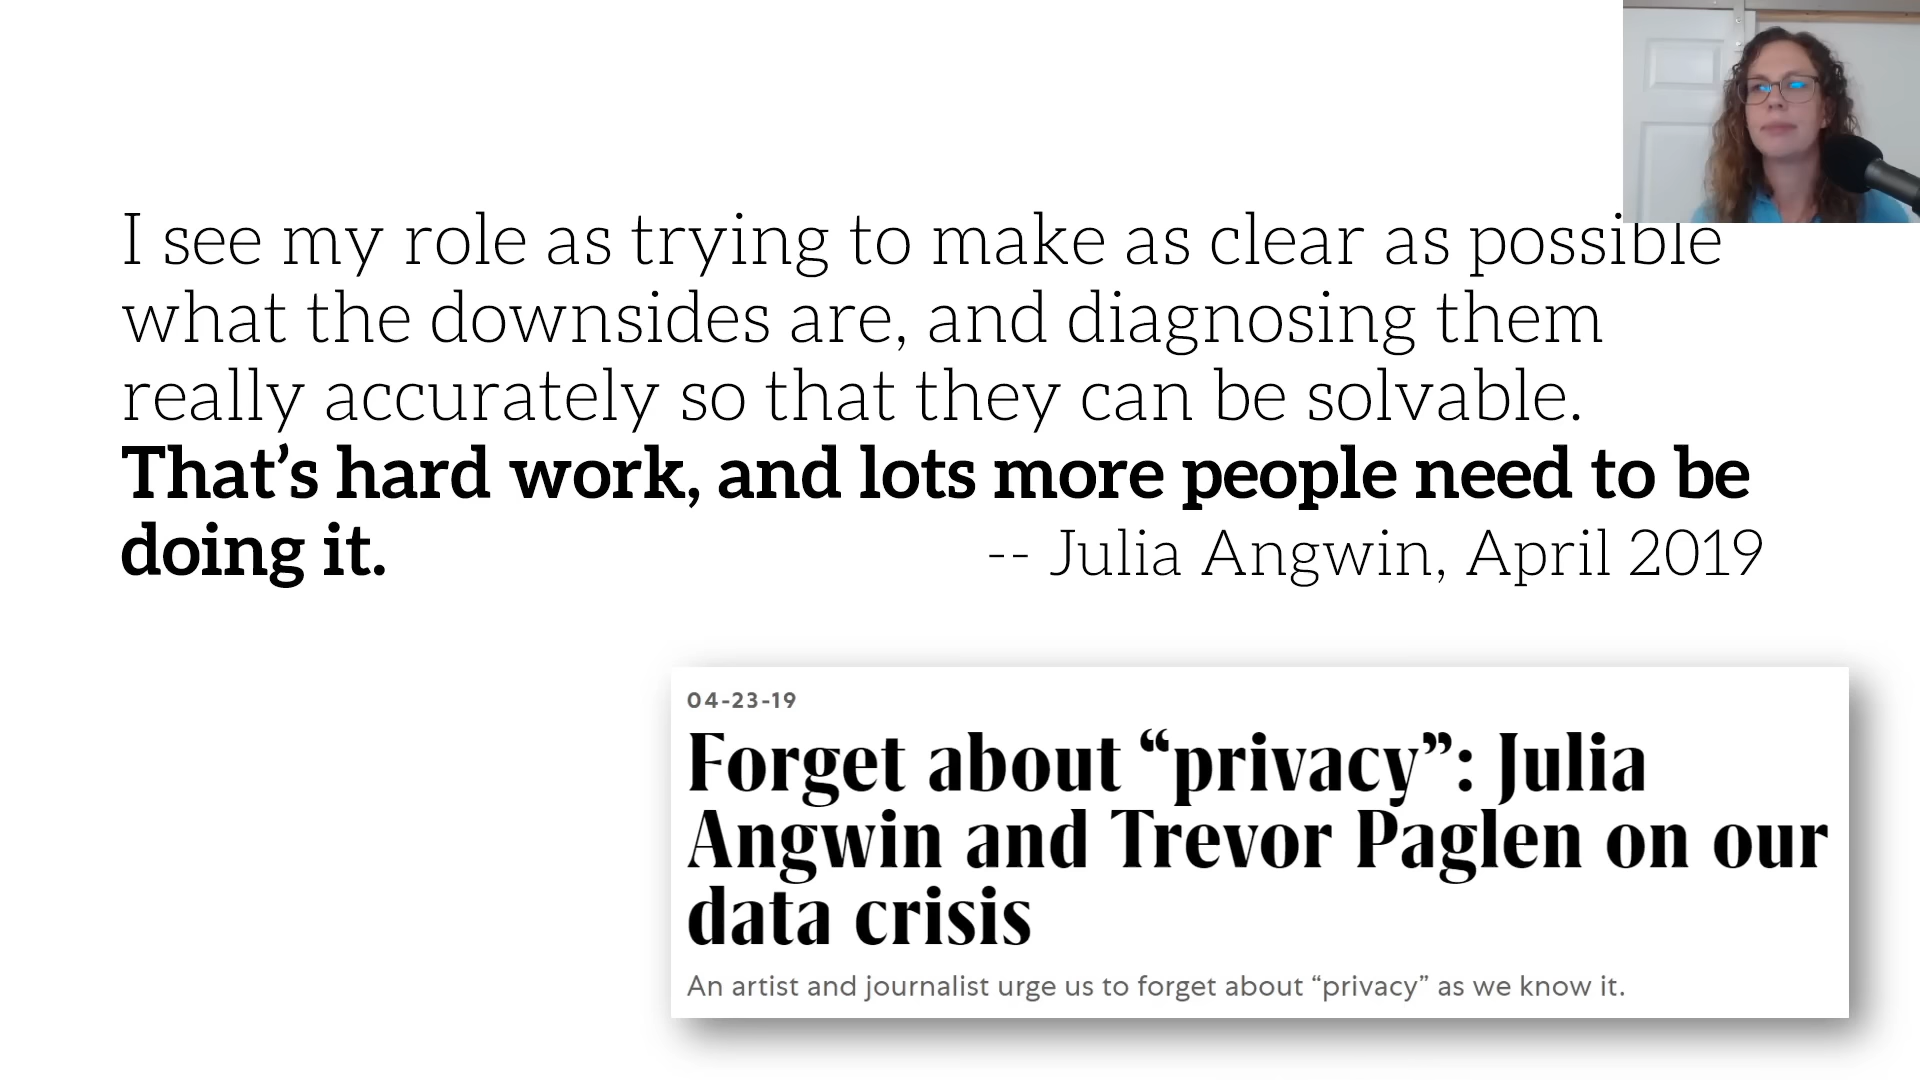 I see my role as trying to make as clear as possible
what the downsides are, and diagnosing them
really accurately so that they can be solvable.
That’s hard work, and lots more people need to be
doing it. -- Julia Angwin, April 2019
04-23-19
Forget about “privacy”: Julia
Angwin and Trevor Paglen on our
data crisis
An artist and journalist urge us to forget about “privacy” as we know it.